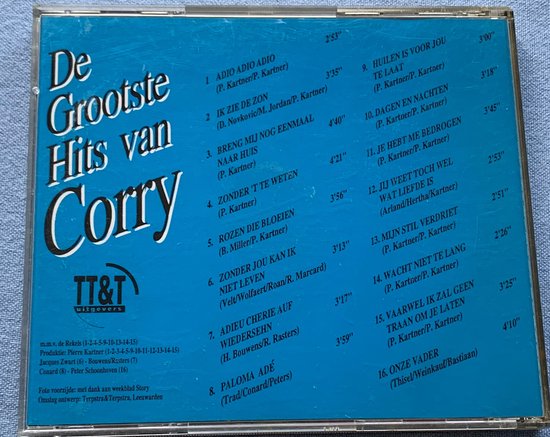 De
Grootste
Hits van
Corry
TT&T
uitgevers
m.m.v. de Rekels (1-2-4-5-9-10-13-14-15)
Produktie: Pierre Kartner (1-2-3-4-5-9-10-11-12-13-14-15)
Jacques Zwart (6) - Bouwens/Rasters (7)
Conard (8) - Peter Schoonhoven (16)
Foto voorzijde: met dank aan weekblad Story
Omslag ontwerp: Terpstra&Terpstra, Leeuwarden
1 ADIO ADIO ADIO 2'53"
(P. Kartner/P. Kartner)
2 IK ZIE DE ZON 3'35"
(D. Noskovic/M. Jordan/P. Kartner)
3 BRENG MIJ NOG EENMAAL 4'40"
NAAR HUIS
(P. Kartner)
4 ZONDER 'T TE WETEN 4'21"
(P. Kartner)
5 ROZEN DIE BLOEIEN 3'56"
(B. Miller/P. Kartner)
6 ZONDER JOU KAN IK 3'13"
NIET LEVEN
(Velt/Wolfaert/Roan/R. Marcard)
7 ADIEU CHERIE AUF 3'17"
WIEDERSEHN
(H. Bouwens/R. Rasters)
8 PALOMA ADÉ 3'59"
(Trad/Conard/Peters)
9 HUILEN IS VOOR JOU 3'00"
TE LAAT
(P. Kartner/P. Kartner)
10 DAGEN EN NACHTEN 3'18"
(P. Kartner/P. Kartner)
11 JE HEBT ME BEDROGEN 3'45"
(P. Kartner/P. Kartner)
12 JIJ WEET TOCH WEL 2'53"
WAT LIEFDE IS
(Arland/Hertha/Kartner)
13 MIJN STIL VERDRIET 2'51"
(P. Kartner/P. Kartner)
14 WACHT NIET TE LANG 2'26"
(P. Kartner/P. Kartner)
15 VAARWEL IK ZAL GEEN 3'25"
TRAAN OM JE LATEN
(P. Kartner/P. Kartner)
16 ONZE VADER 4'10"
(Thisel/Weinkauf/Bastiaan)